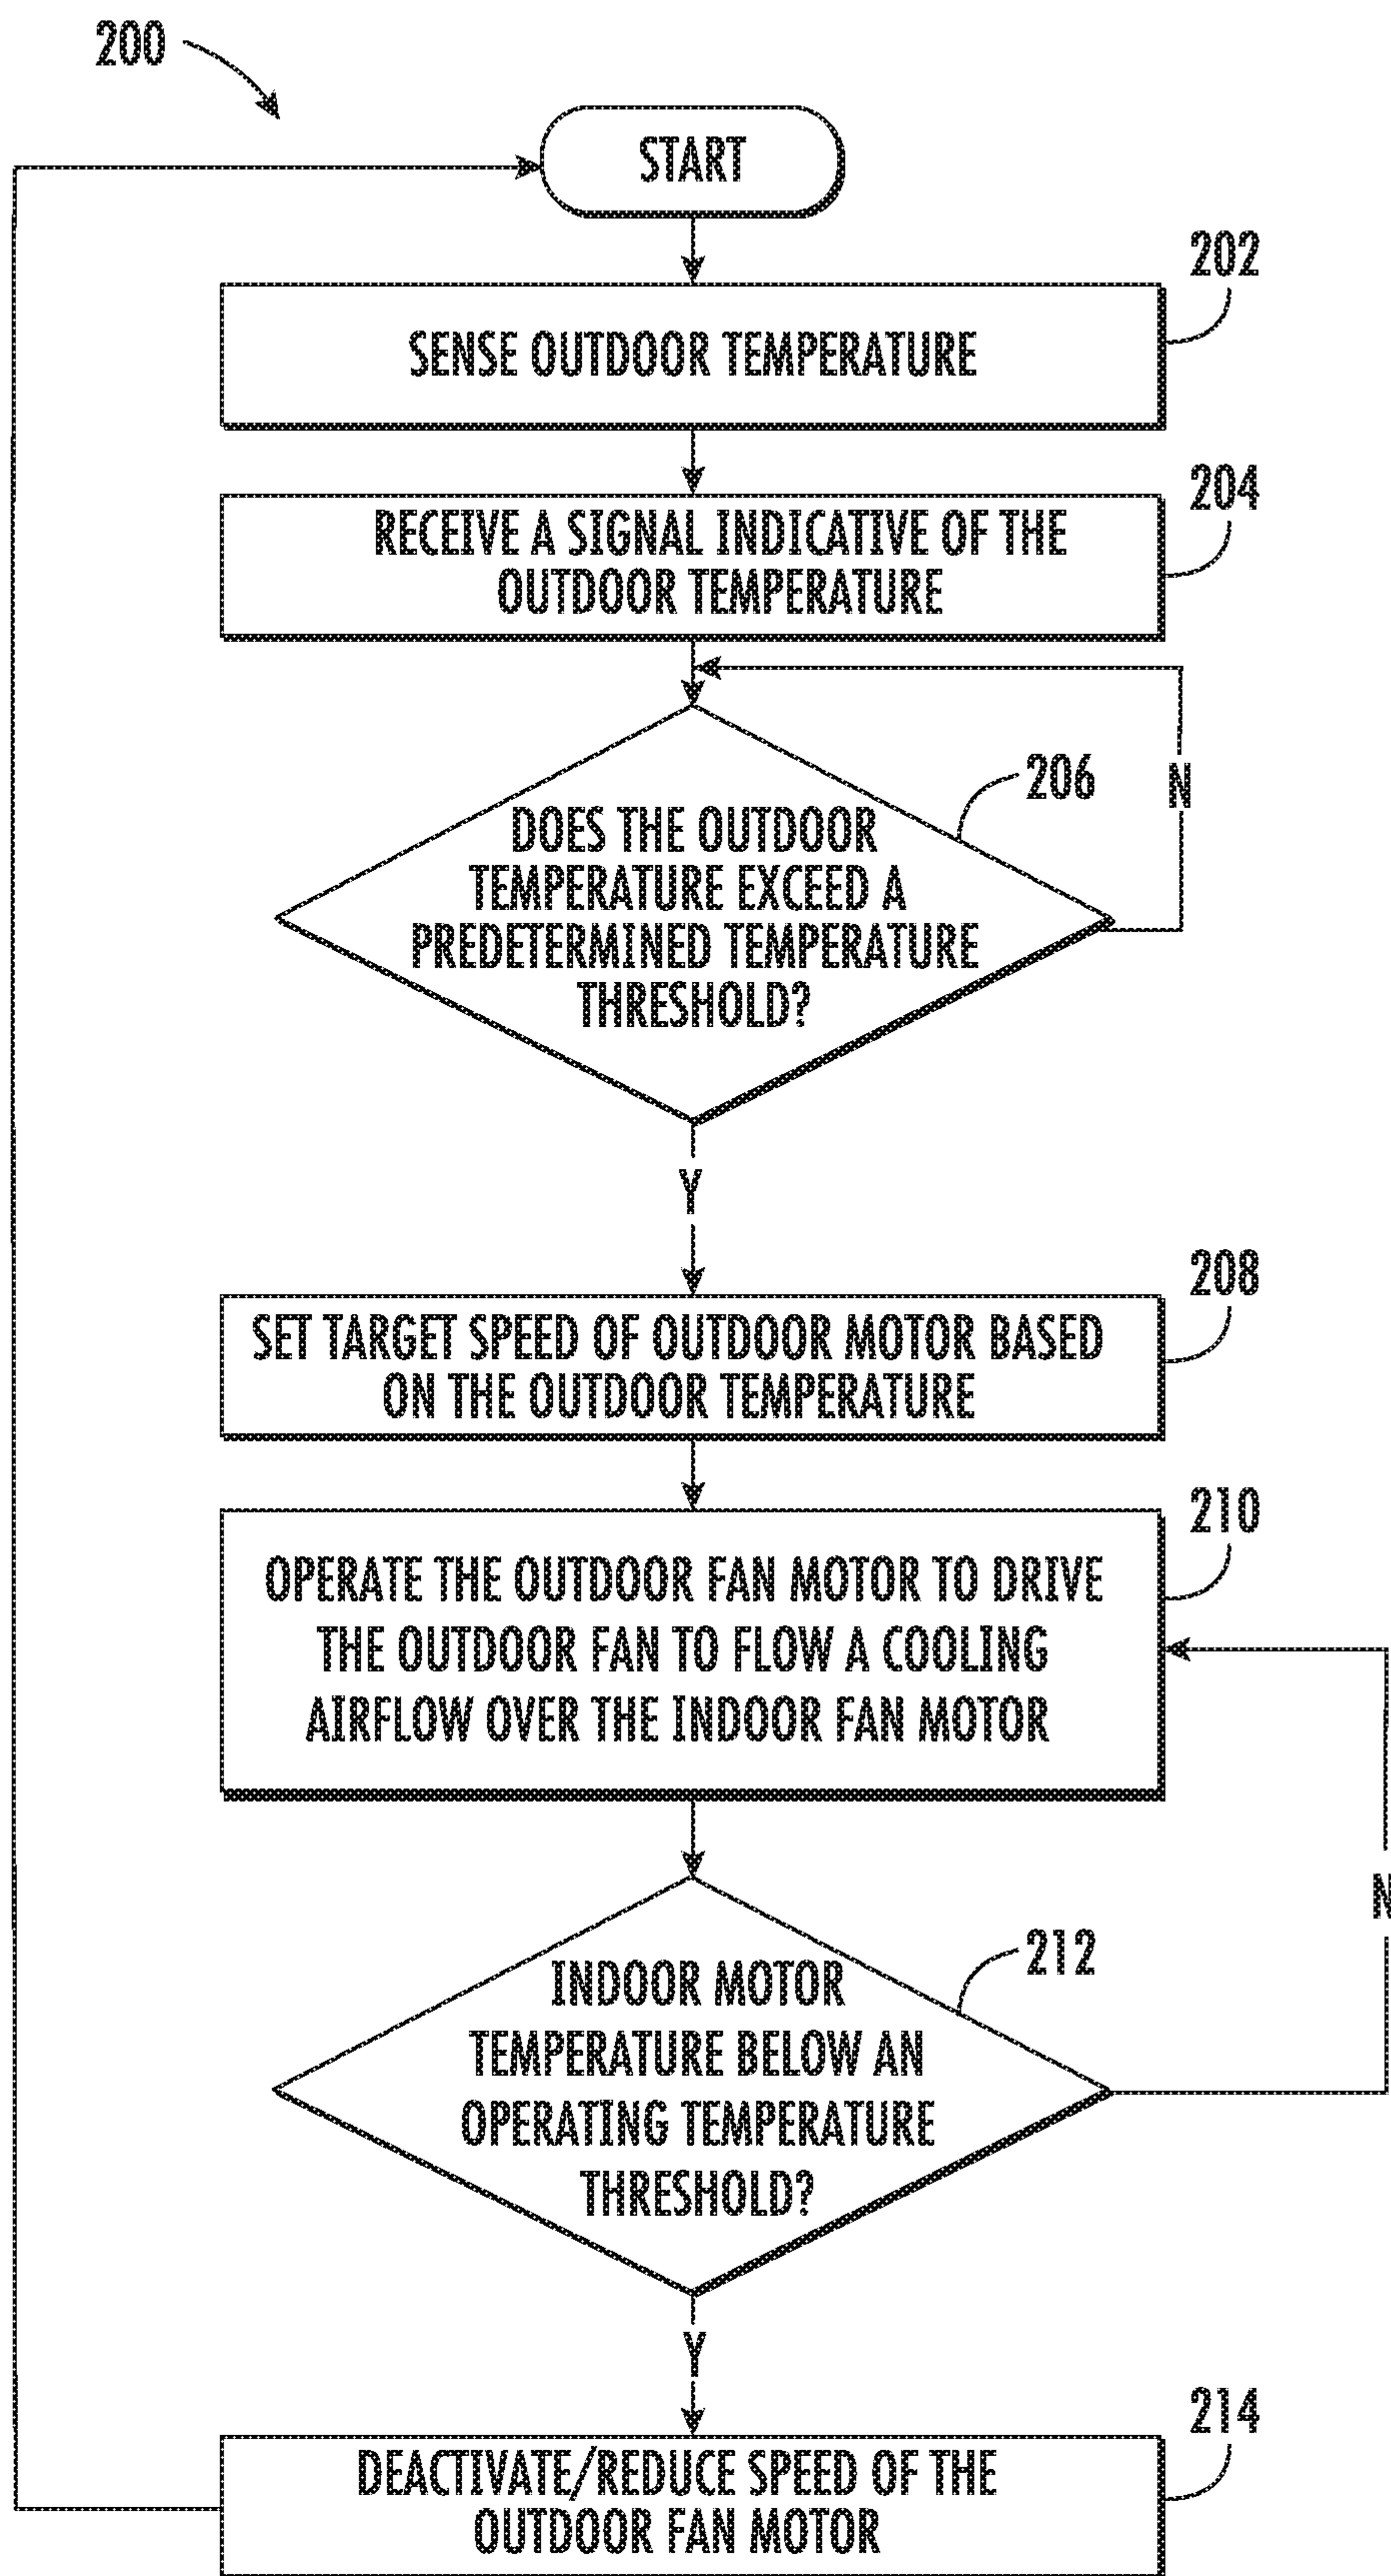 200
START
202
SENSE OUTDOOR TEMPERATURE
204
RECEIVE A SIGNAL INDICATIVE OF THE
OUTDOOR TEMPERATURE
206
N
DOES THE OUTDOOR
TEMPERATURE EXCEED A
PREDETERMINED TEMPERATURE
THRESHOLD?
Y
208
SET TARGET SPEED OF OUTDOOR MOTOR BASED
ON THE OUTDOOR TEMPERATURE
210
OPERATE THE OUTDOOR FAN MOTOR TO DRIVE
THE OUTDOOR FAN TO FLOW A COOLING
AIRFLOW OVER THE INDOOR FAN MOTOR
N
212
INDOOR MOTOR
TEMPERATURE BELOW AN
OPERATING TEMPERATURE
THRESHOLD?
Y
214
DEACTIVATE/REDUCE SPEED OF THE
OUTDOOR FAN MOTOR